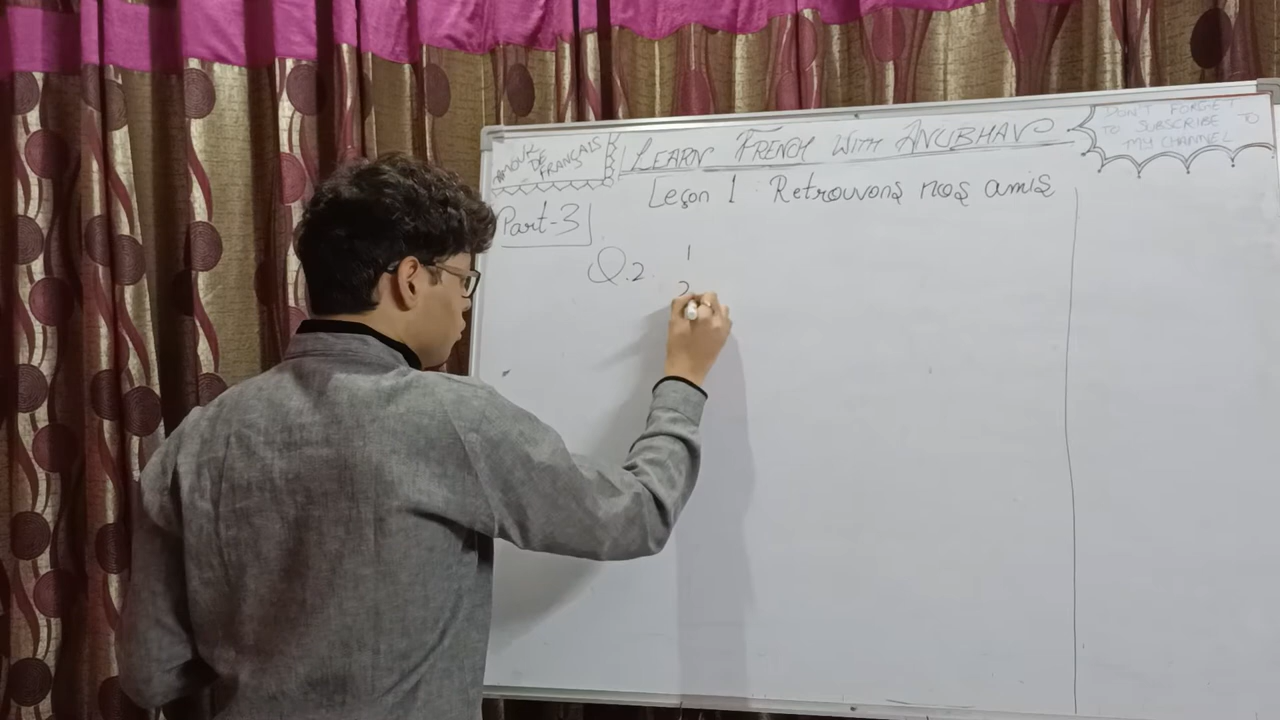 AMOUR
DE
FRANÇAIS
LEARN FRENCH WITH ANUBHAV
DON'T FORGET
TO SUBSCRIBE TO
MY CHANNEL
Leçon 1 Retrouvons nos amis
Part-3
Q.2. 1
2